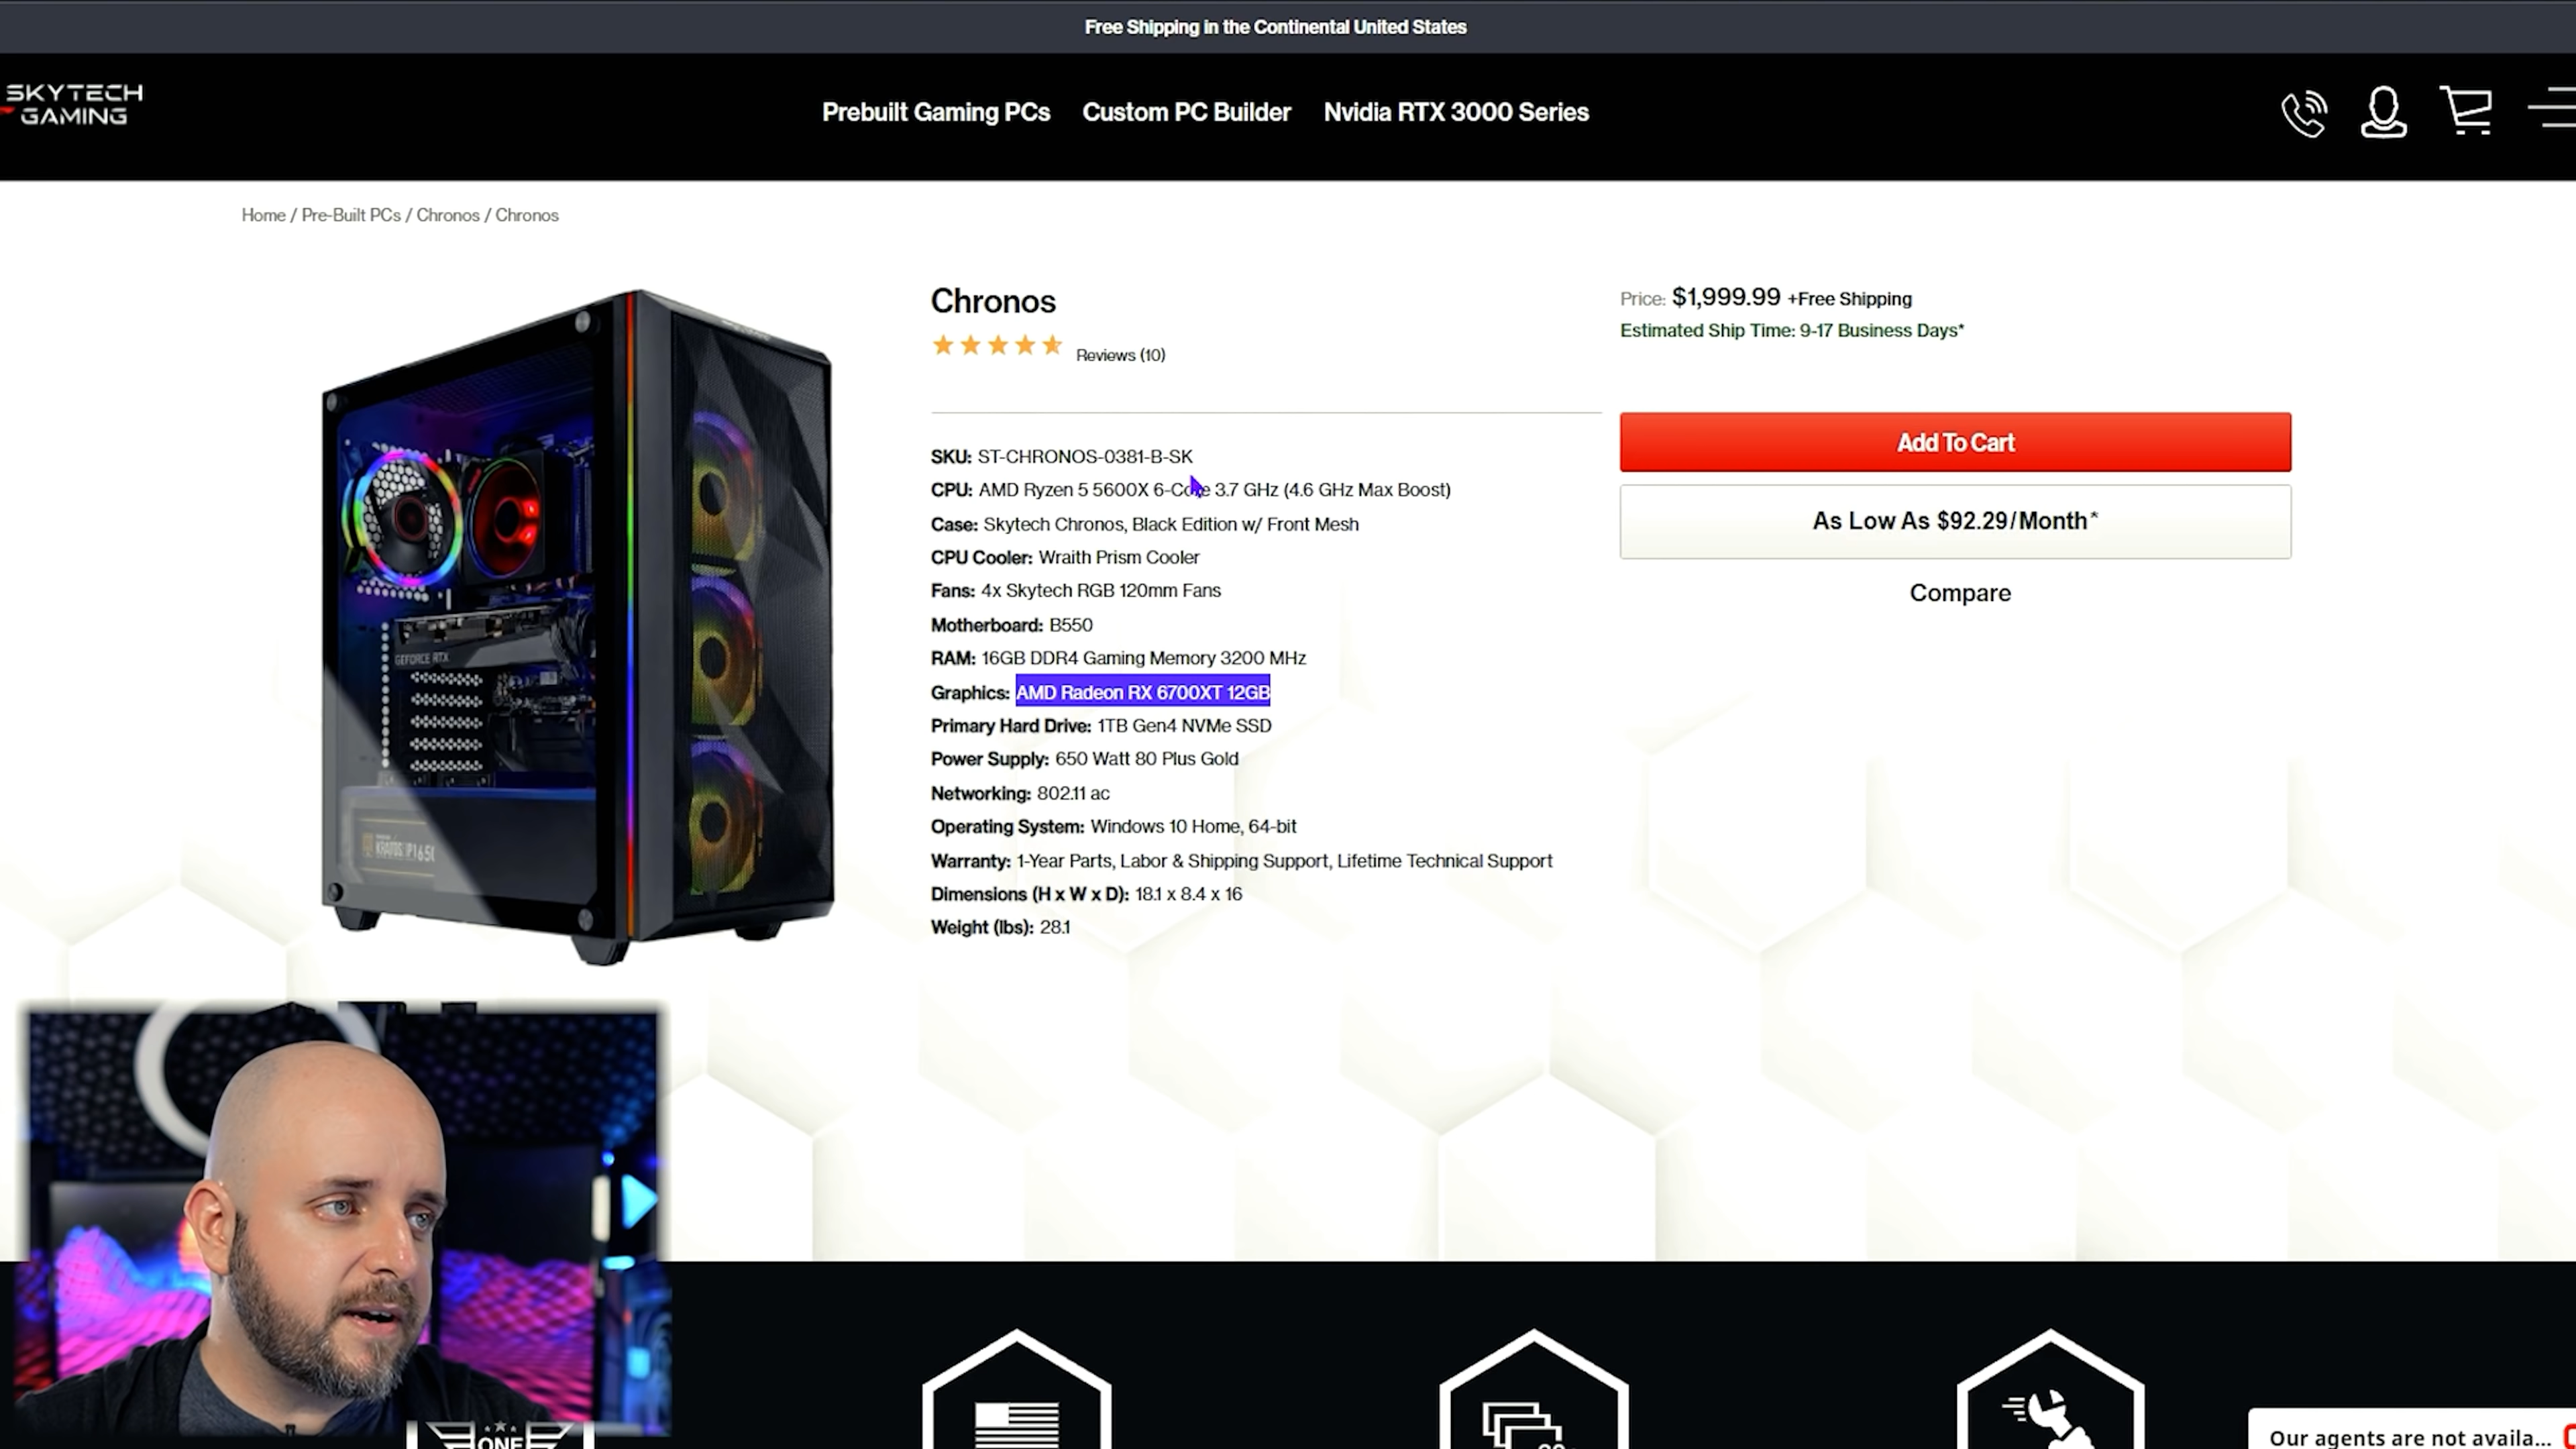 Free Shipping in the Continental United States
SKYTECH
GAMING
Prebuilt Gaming PCs
Custom PC Builder
Nvidia RTX 3000 Series
Home / Pre-Built PCs / Chronos / Chronos
Chronos
Reviews (10)
SKU: ST-CHRONOS-0381-B-SK
CPU: AMD Ryzen 5 5600X 6-Core 3.7 GHz (4.6 GHz Max Boost)
Case: Skytech Chronos, Black Edition w/ Front Mesh
CPU Cooler: Wraith Prism Cooler
Fans: 4x Skytech RGB 120mm Fans
Motherboard: B550
RAM: 16GB DDR4 Gaming Memory 3200 MHz
Graphics: AMD Radeon RX 6700XT 12GB
Primary Hard Drive: 1TB Gen4 NVMe SSD
Power Supply: 650 Watt 80 Plus Gold
Networking: 802.11 ac
Operating System: Windows 10 Home, 64-bit
Warranty: 1-Year Parts, Labor & Shipping Support, Lifetime Technical Support
Dimensions (H x W x D): 18.1 x 8.4 x 16
Weight (lbs): 28.1
Price: $1,999.99 +Free Shipping
Estimated Ship Time: 9-17 Business Days*
Add To Cart
As Low As $92.29/Month*
Compare
GEFORCE RTX
ONE
Our agents are not availa...